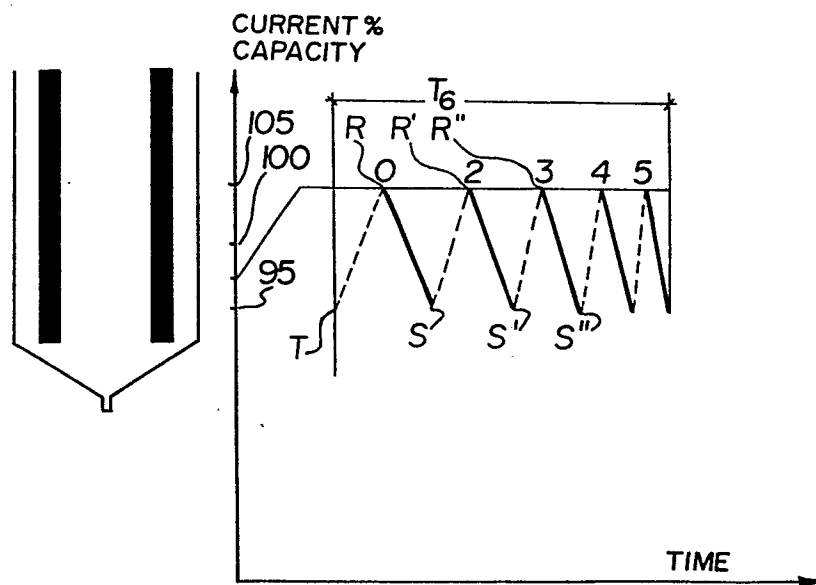 CURRENT %
CAPACITY
T6
105
R R' R"
100
0 2 3 4 5
95
T
S' S" 
TIME